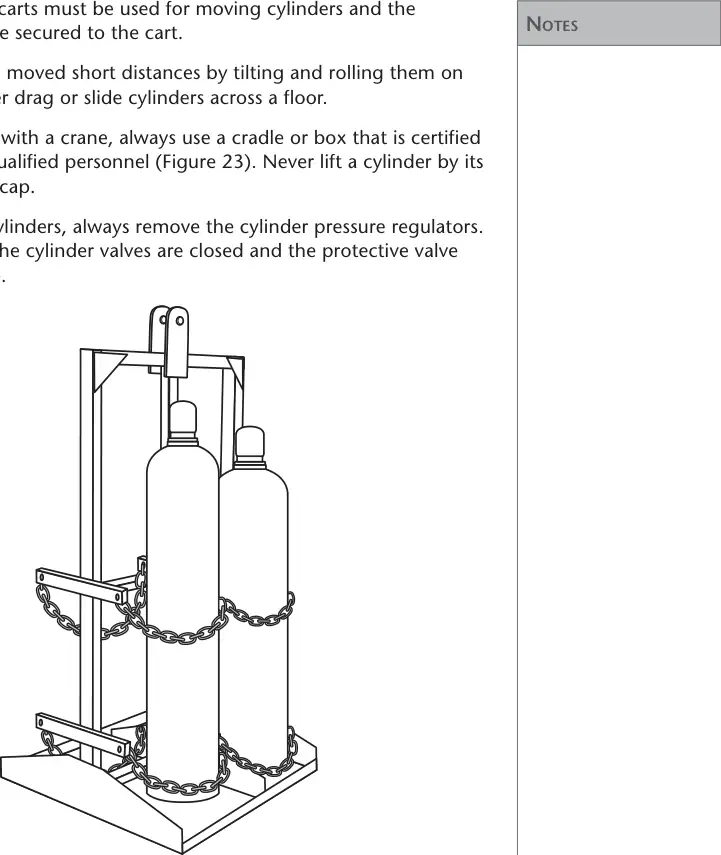 carts must be used for moving cylinders and the
e secured to the cart.
moved short distances by tilting and rolling them on
er drag or slide cylinders across a floor.
with a crane, always use a cradle or box that is certified
ualified personnel (Figure 23). Never lift a cylinder by its
cap.
ylinders, always remove the cylinder pressure regulators.
he cylinder valves are closed and the protective valve
.
NOTES